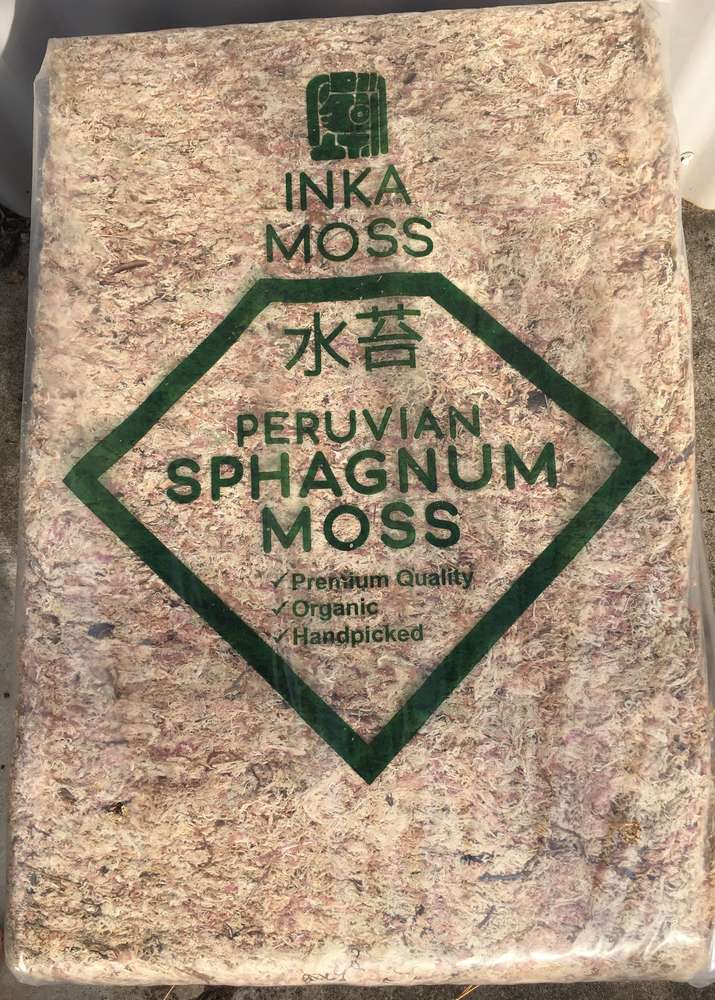 INKA
MOSS
水苔
PERUVIAN
SPHAGNUM
MOSS
✓Premium Quality
✓Organic
✓Handpicked